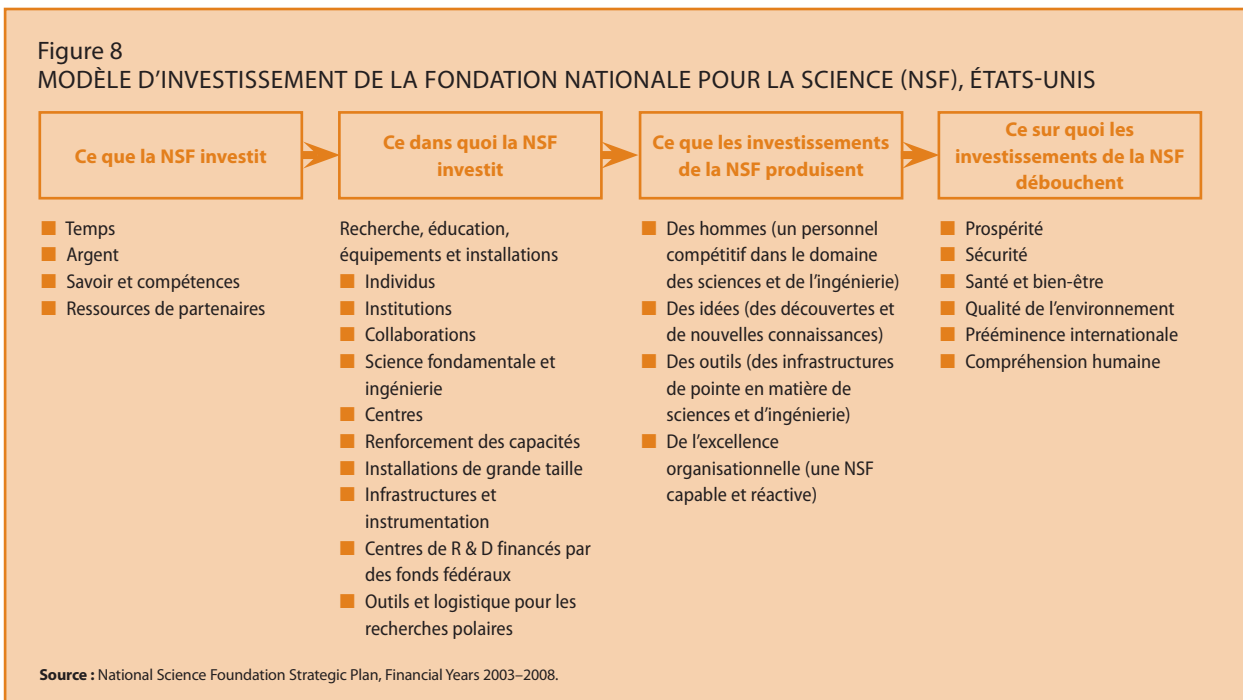 Figure 8
MODÈLE D'INVESTISSEMENT DE LA FONDATION NATIONALE POUR LA SCIENCE (NSF), ÉTATS-UNIS
Ce que la NSF investit
Temps
Argent
Savoir et compétences
Ressources de partenaires
Ce dans quoi la NSF
investit
Recherche, éducation,
équipements et installations
Individus
Institutions
Collaborations
Science fondamentale et
ingénierie
Centres
Renforcement des capacités
Installations de grande taille
Infrastructures et
instrumentation
Centres de R & D financés par
des fonds fédéraux
Outils et logistique pour les
recherches polaires
Ce que les investissements
de la NSF produisent
Des hommes (un personnel
compétitif dans le domaine
des sciences et de l'ingénierie)
Des idées (des découvertes et
de nouvelles connaissances)
Des outils (des infrastructures
de pointe en matière de
sciences et d'ingénierie)
De l'excellence
organisationnelle (une NSF
capable et réactive)
Ce sur quoi les
investissements de la NSF
débouchent
Prospérité
Sécurité
Santé et bien-être
Qualité de l'environnement
Prééminence internationale
Compréhension humaine
Source : National Science Foundation Strategic Plan, Financial Years 2003–2008.